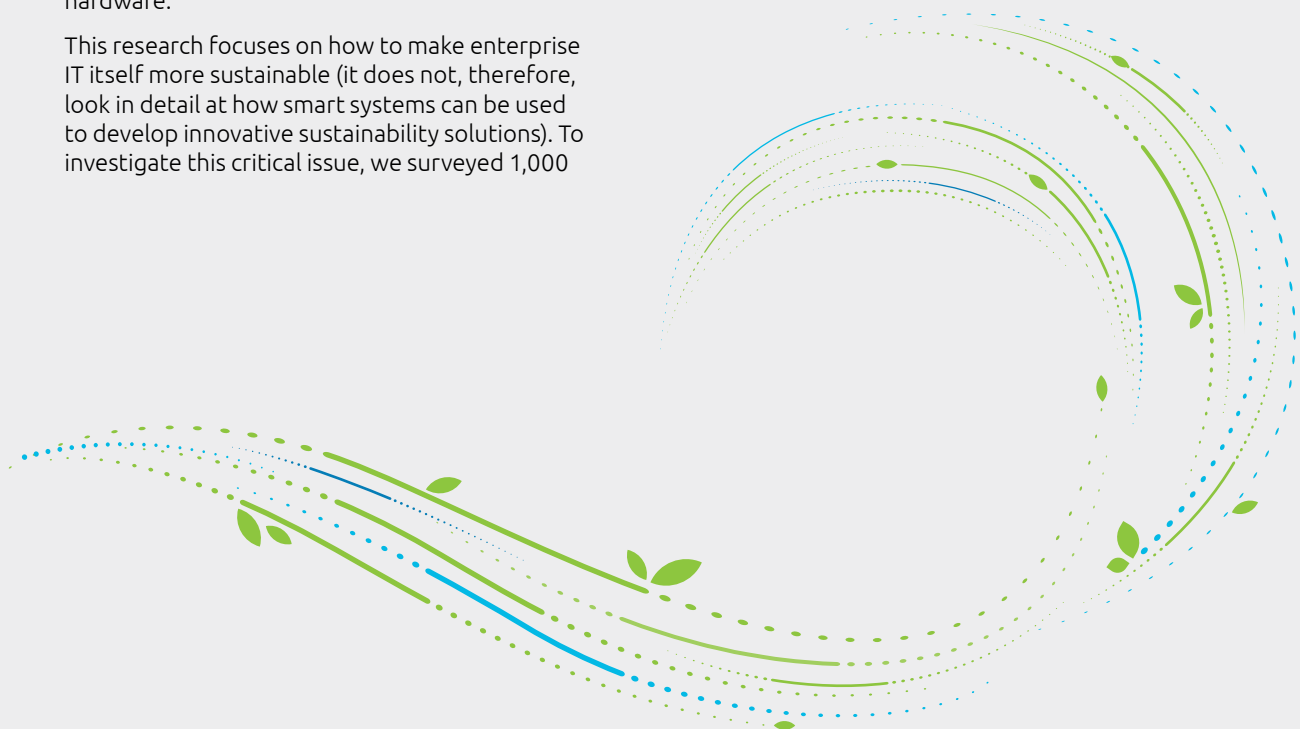 hardware.
This research focuses on how to make enterprise
IT itself more sustainable (it does not, therefore,
look in detail at how smart systems can be used
to develop innovative sustainability solutions). To
investigate this critical issue, we surveyed 1,000